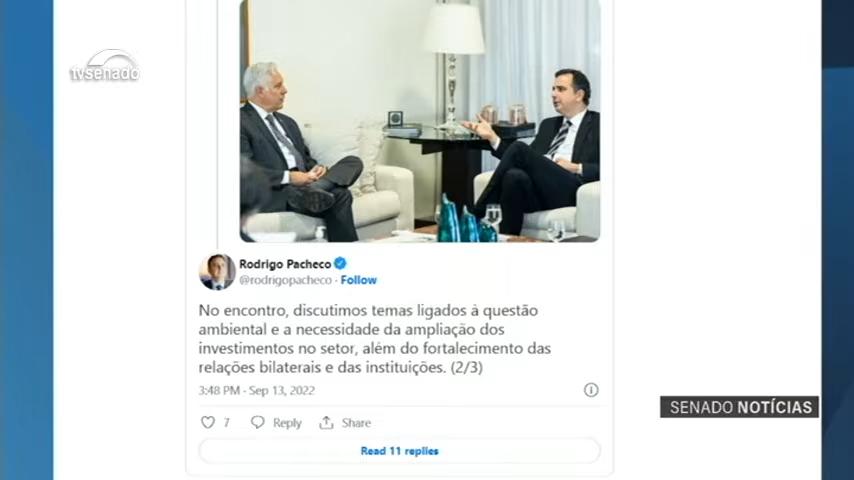 tvsenado
Rodrigo Pacheco
@rodrigopacheco · Follow
No encontro, discutimos temas ligados à questão
ambiental e a necessidade da ampliação dos
investimentos no setor, além do fortalecimento das
relações bilaterais e das instituições. (2/3)
3:48 PM · Sep 13, 2022
7 Reply Share
Read 11 replies
SENADO NOTÍCIAS